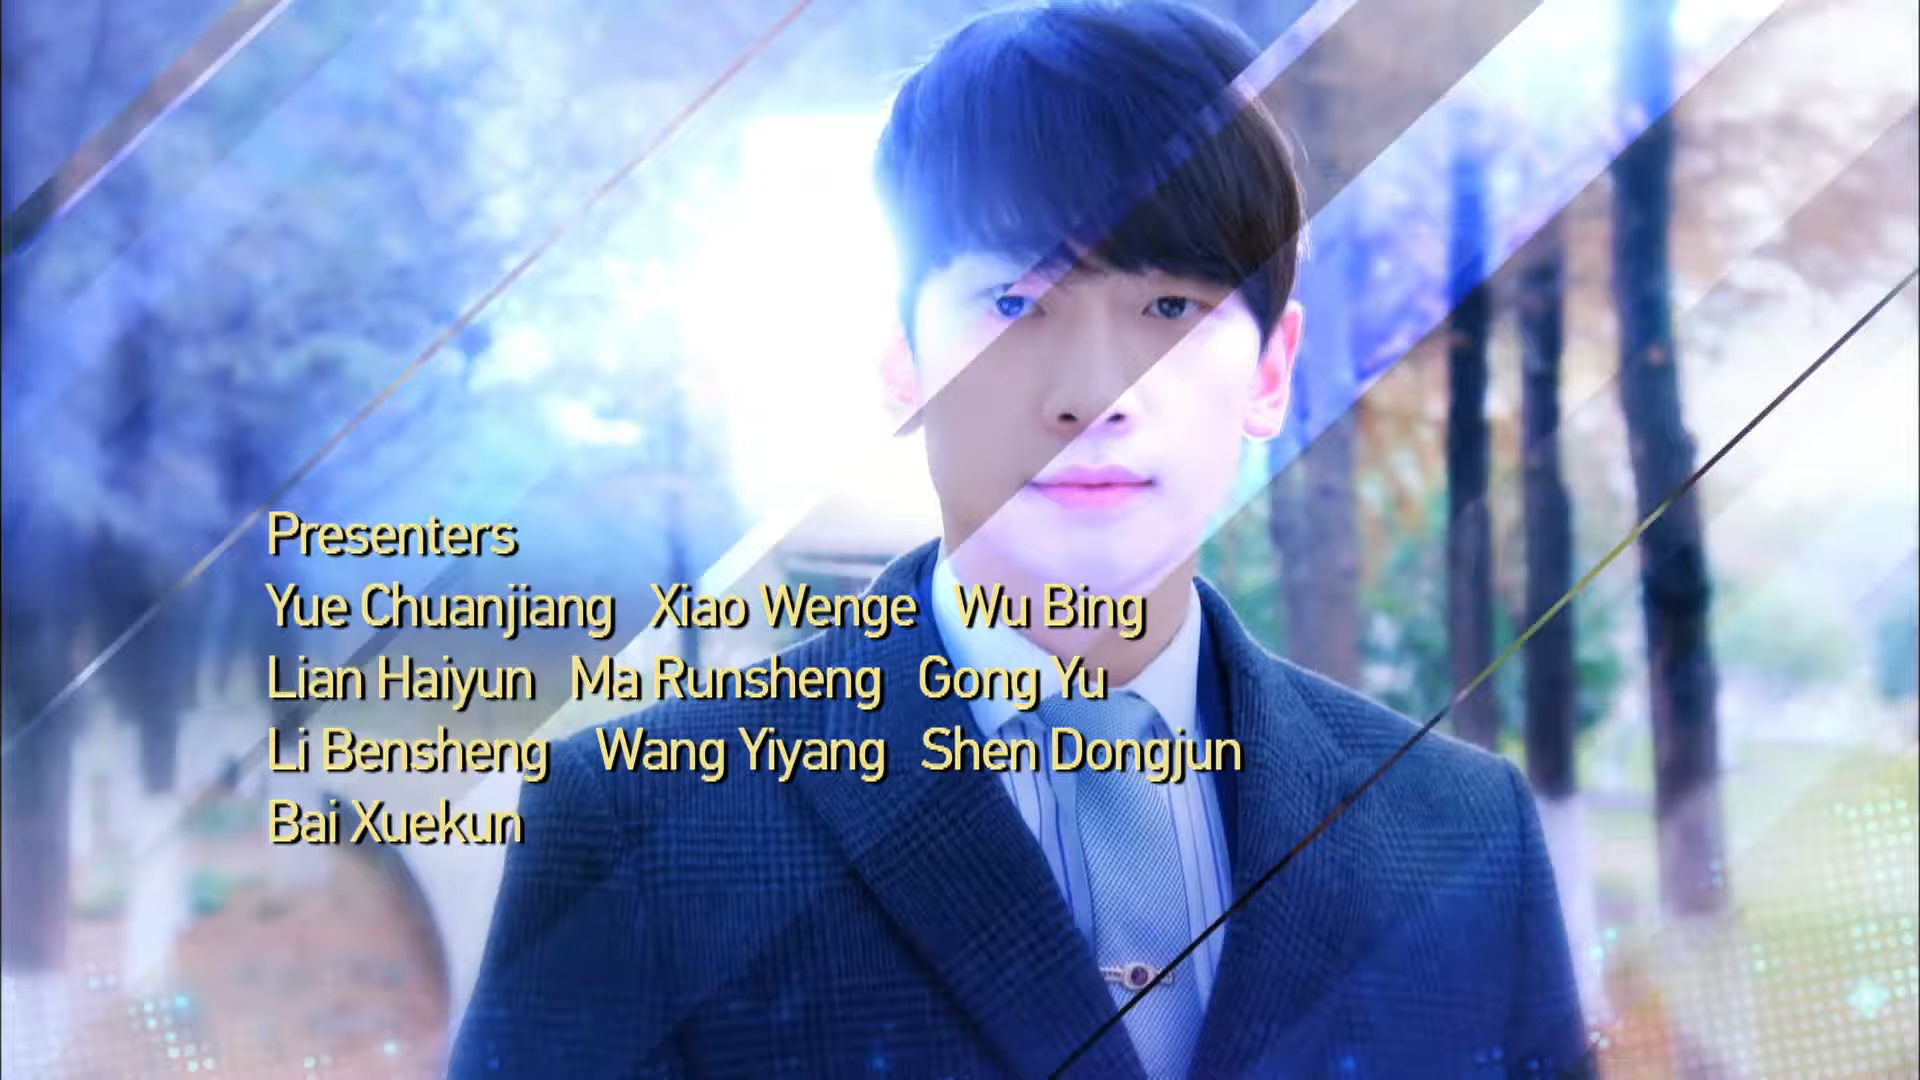 Presenters
Yue Chuanjiang Xiao Wenge Wu Bing
Lian Haiyun Ma Runsheng Gong Yu
Li Bensheng Wang Yiyang Shen Dongjun
Bai Xuekun